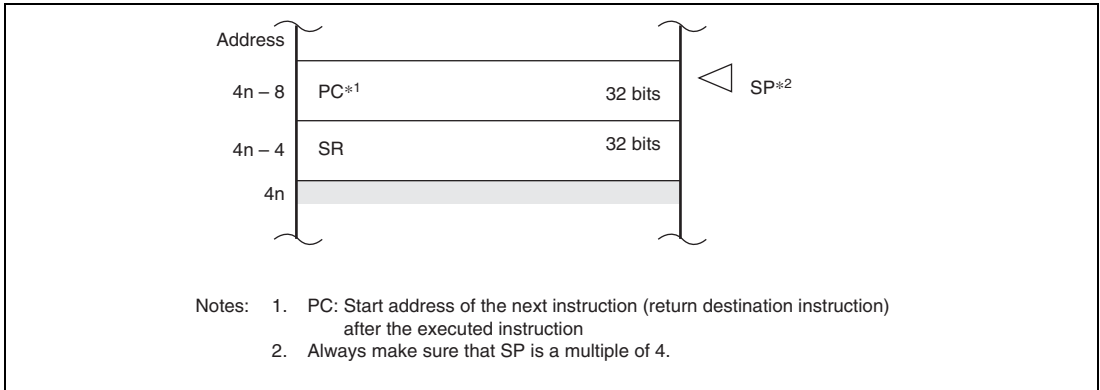 Address
4n – 8 PC*1 32 bits SP*2
4n – 4 SR 32 bits
4n
Notes: 1. PC: Start address of the next instruction (return destination instruction)
after the executed instruction
2. Always make sure that SP is a multiple of 4.